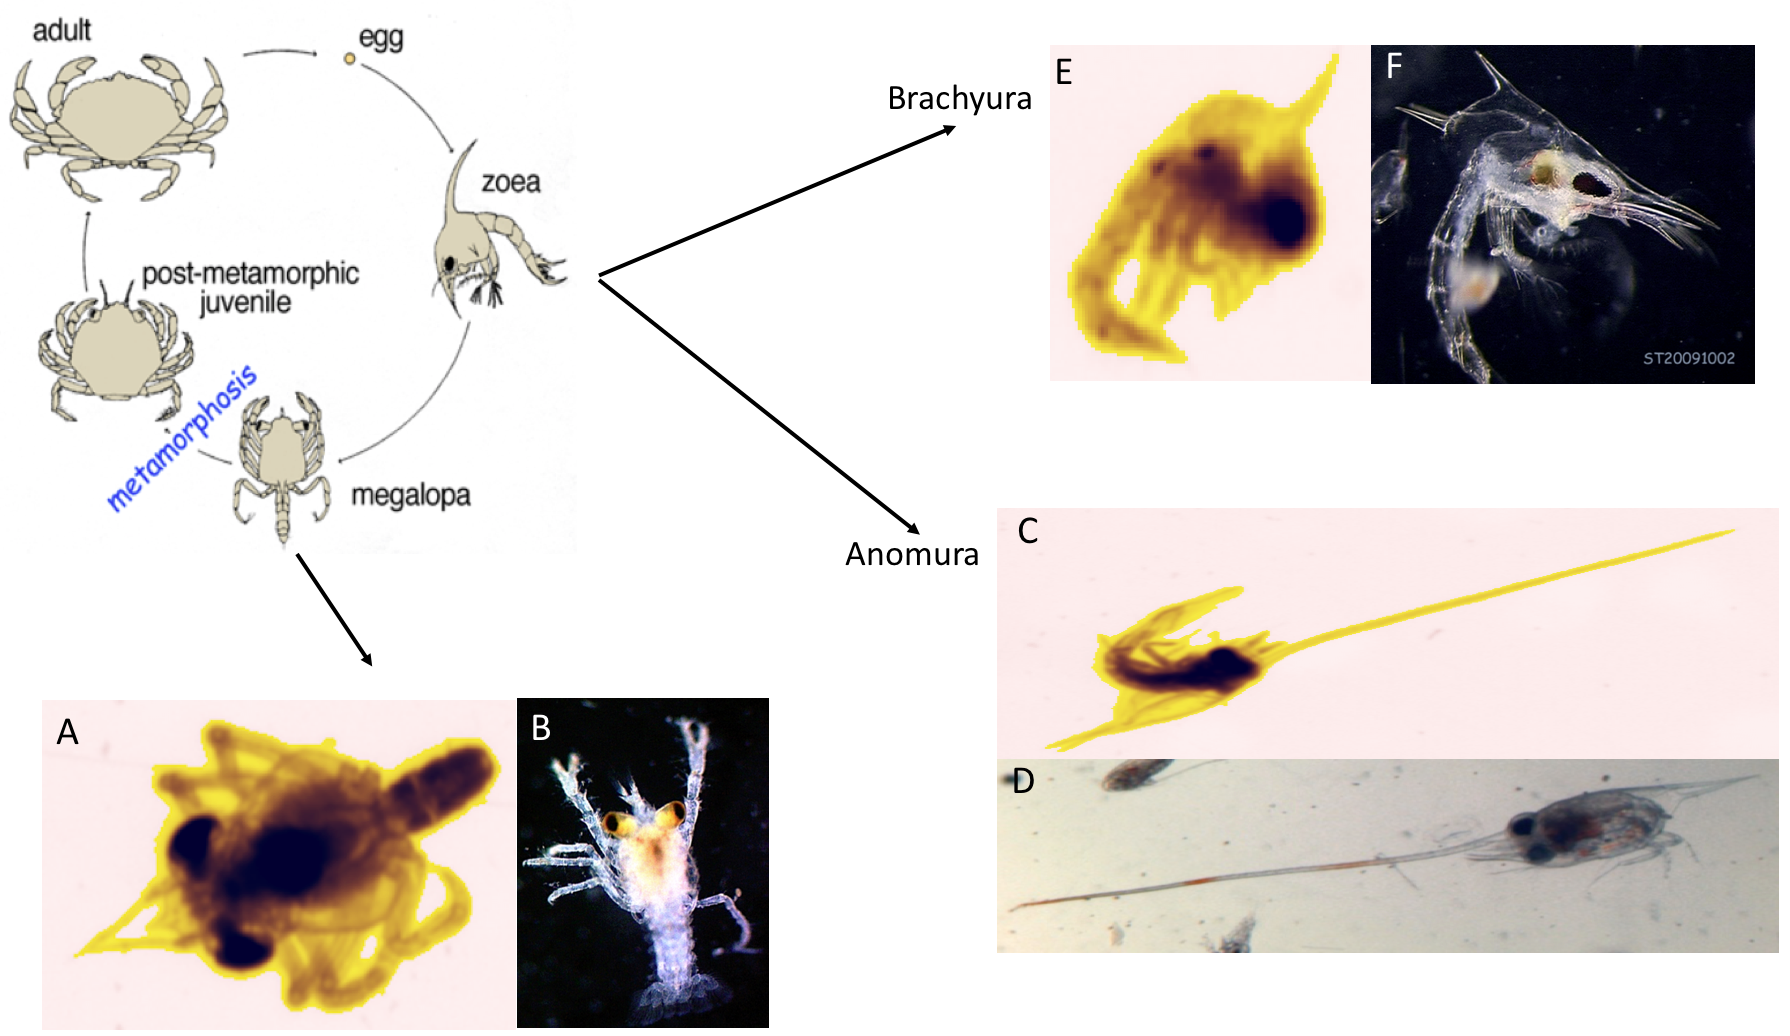 adult
egg
zoea
post-metamorphic
juvenile
metamorphosis
megalopa
Brachyura
Anomura
E
F
ST20091002
C
D
A
B